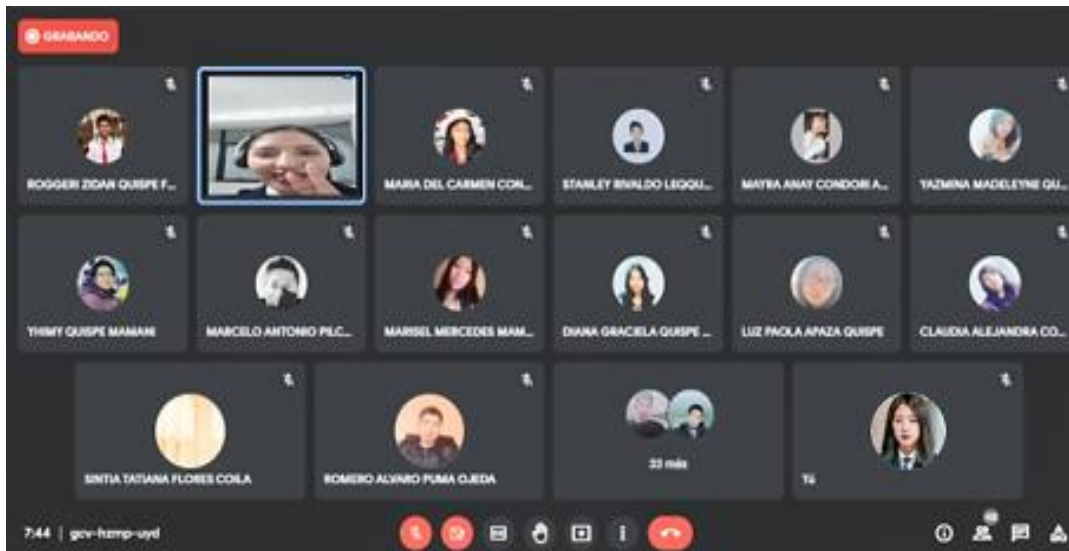 GRABANDO
ROGGERI ZIDAN QUISPE F...
MARIA DEL CARMEN CON...
STANLEY RIVALDO LEQQU...
MAYRA ANAY CONDORI A...
YAZMINA MADELEYNE QU...
YHIMY QUISPE MAMANI
MARCELO ANTONIO PILC...
MARISEL MERCEDES MAM...
DIANA GRACIELA QUISPE ...
LUZ PAOLA APAZA QUISPE
CLAUDIA ALEJANDRA CO...
SINTIA TATIANA FLORES COILA
ROMERO ALVARO PUMA OJEDA
33 más
Tú
7:44 | gcv-hzmp-uyd
48